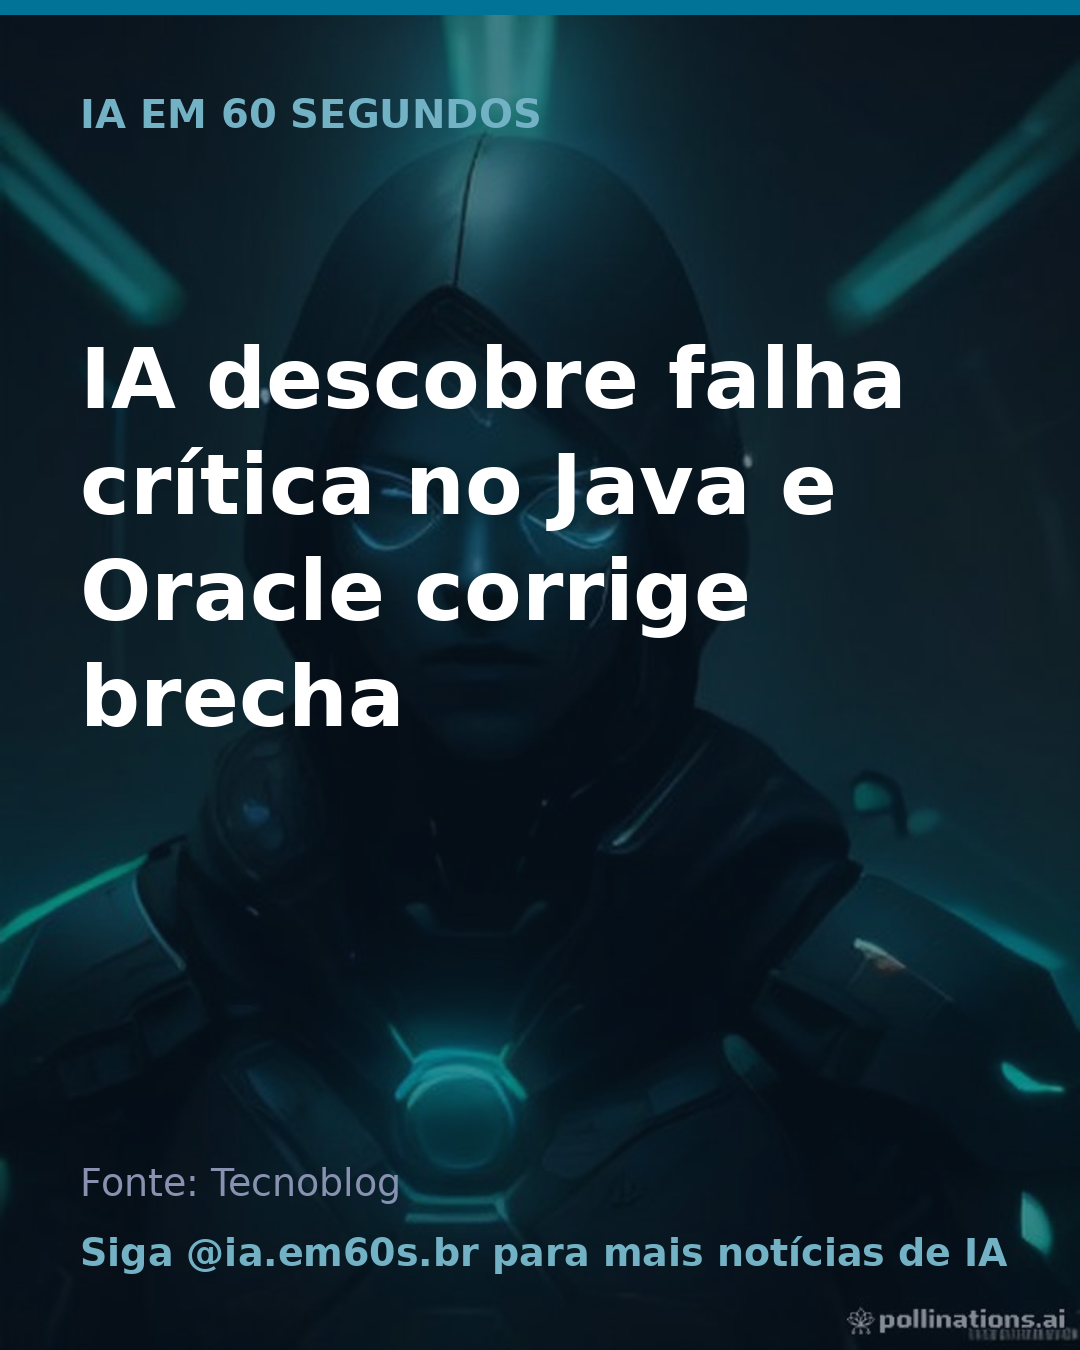 IA EM 60 SEGUNDOS
IA descobre falha
crítica no Java e
Oracle corrige
brecha
Fonte: Tecnoblog
Siga @ia.em60s.br para mais notícias de IA
pollinations.ai